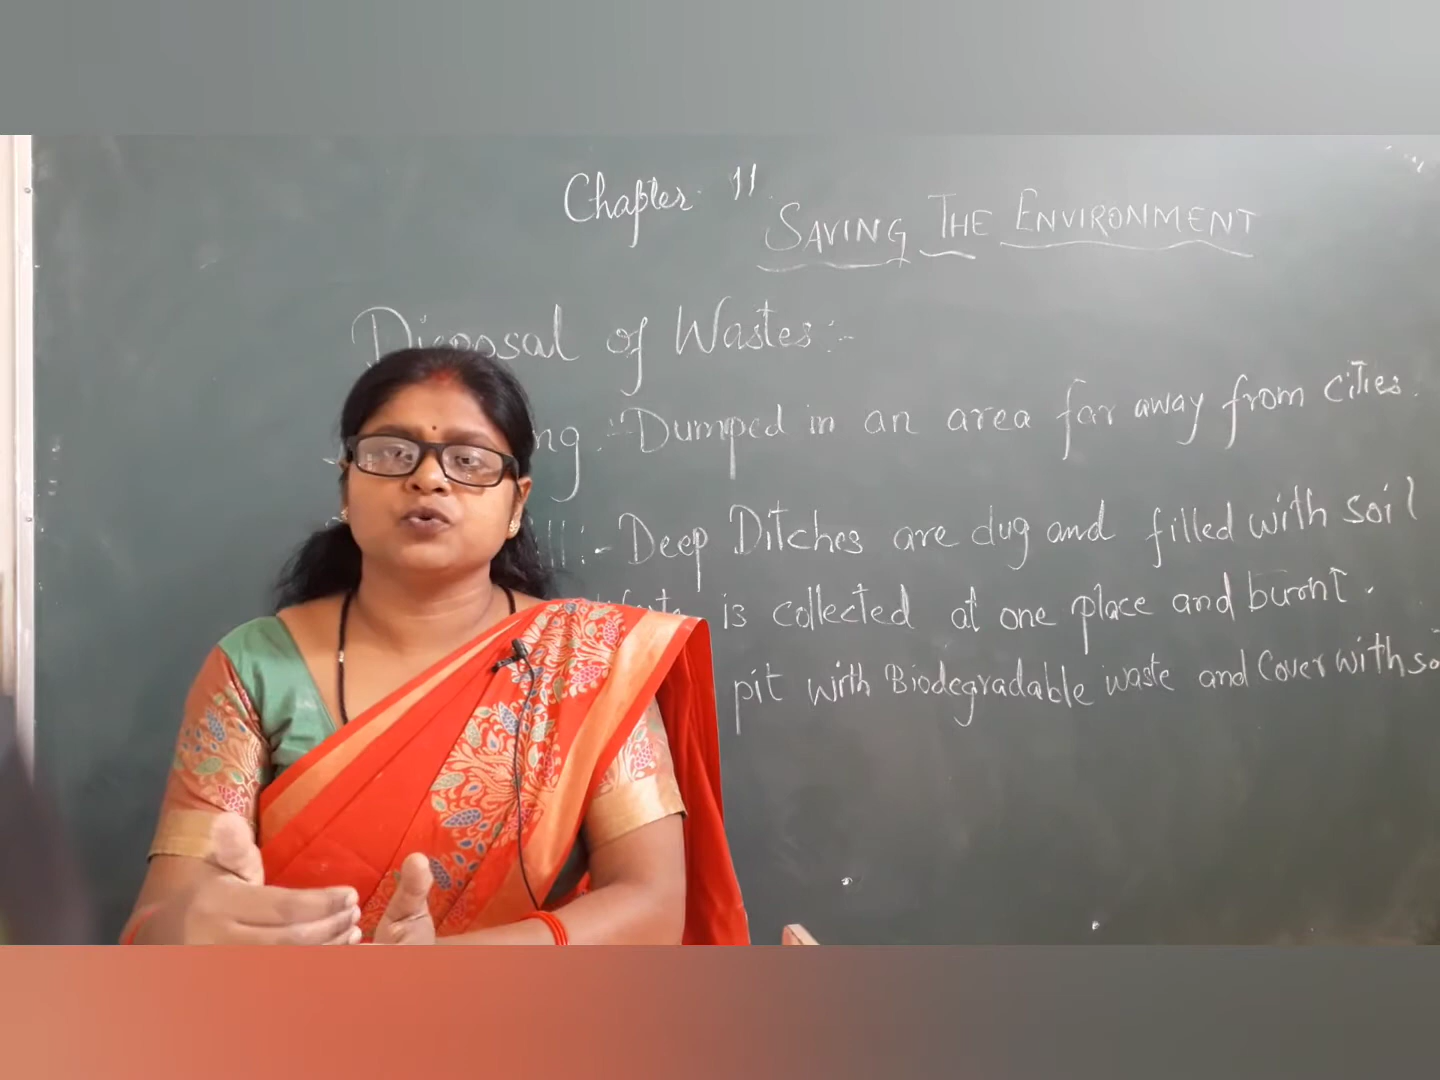 Chapter 11
SAVING THE ENVIRONMENT
Disposal of Wastes:-
:- Dumped in an area far away from cities.
:- Deep Ditches are dug and filled with soil
is collected at one place and burnt.
pit with Biodegradable waste and Cover with